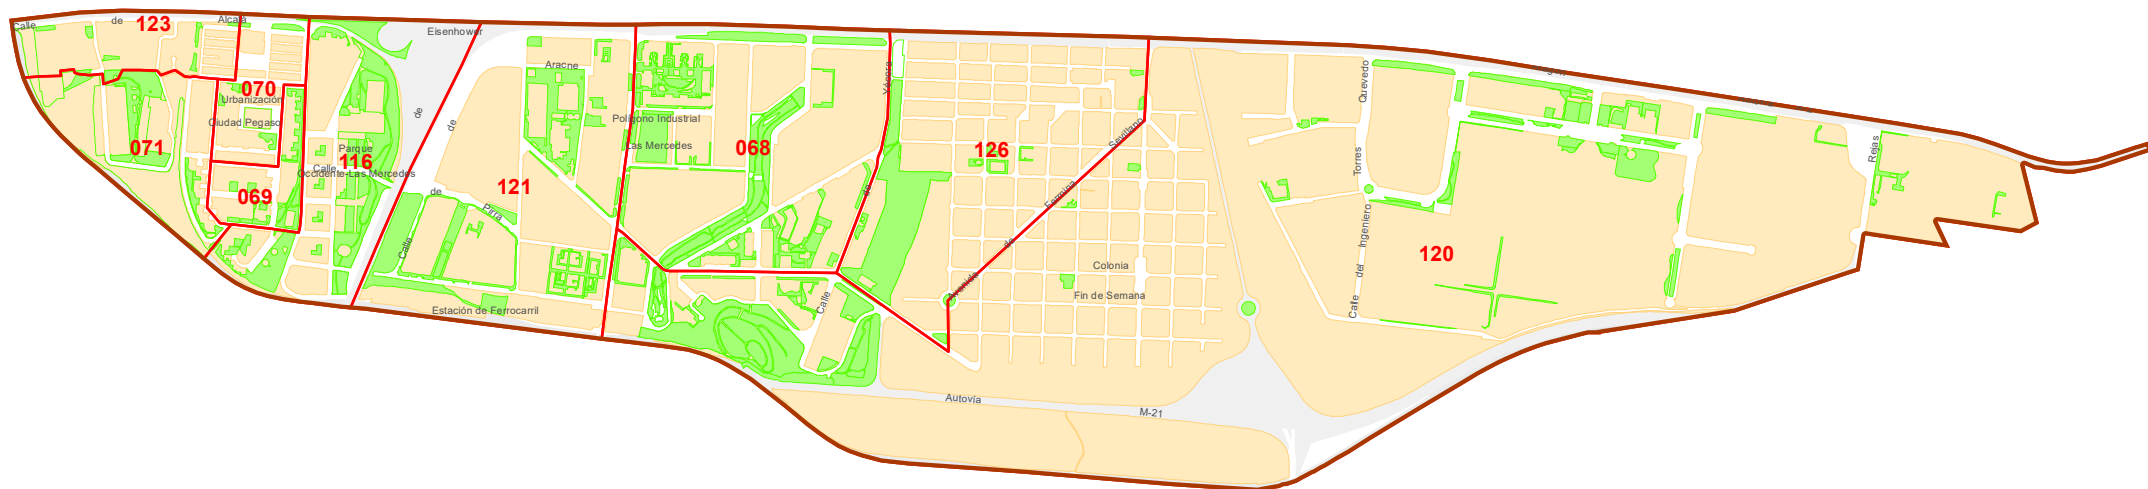 Calle
de
Alcalá
123
Eisenhower
de
de
Aracne
070
Urbanización
Ciudad Pegaso
071
Parque
116
Calle
Occidente-Las Mercedes
069
121
de
Pirra
Calle
Estación de Ferrocarril
Polígono Industrial
Las Mercedes
068
Yécora
de
Calle
126
Sevillano
Fermina
de
Avenida
Colonia
Fin de Semana
Autovía
M-21
Quevedo
Torres
Ingeniero
del
Calle
120
Rejas